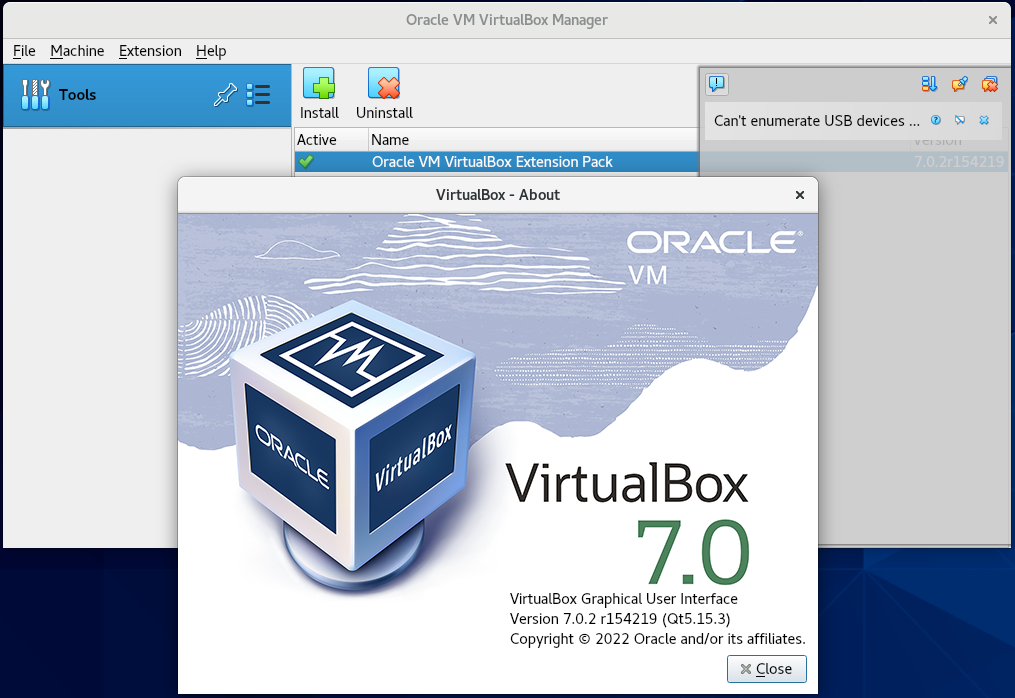 Oracle VM VirtualBox Manager
File Machine Extension Help
Tools
Install Uninstall
Active Name Version
Oracle VM VirtualBox Extension Pack 7.0.2r154219
Can't enumerate USB devices ...
VirtualBox - About
ORACLE®
VM
ORACLE
VirtualBox
VirtualBox
7.0
VirtualBox Graphical User Interface
Version 7.0.2 r154219 (Qt5.15.3)
Copyright © 2022 Oracle and/or its affiliates.
Close